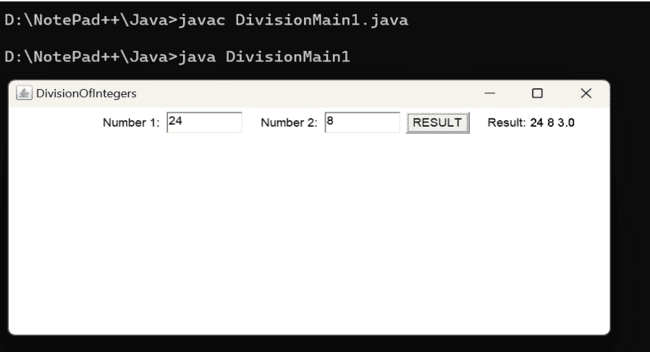 D:\NotePad++\Java>javac DivisionMain1.java
D:\NotePad++\Java>java DivisionMain1
DivisionOfIntegers
Number 1: 24 Number 2: 8 RESULT Result: 24 8 3.0